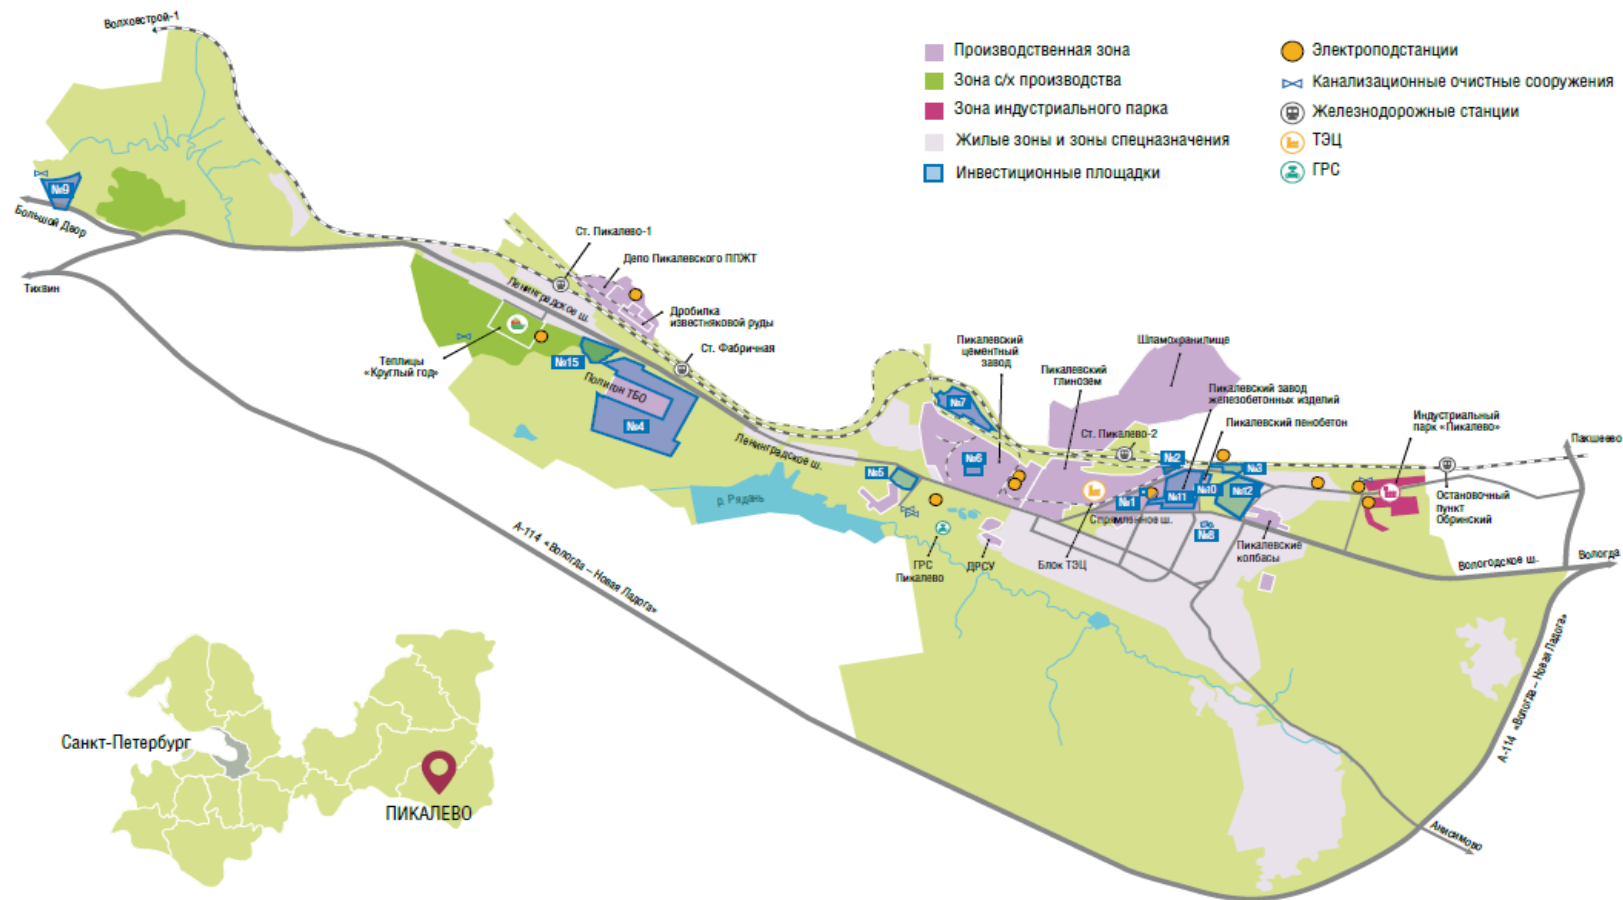 Волховстрой-1
Производственная зона
Зона с/х производства
Зона индустриального парка
Жилые зоны и зоны спецназначения
Инвестиционные площадки
Электроподстанции
Канализационные очистные сооружения
Железнодорожные станции
ТЭЦ
ГРС
№9
Большой Двор
Тихвин
Ст. Пикалево-1
Депо Пикалевского ППЖТ
Ленинградское ш.
Дробилка
известняковой руды
Ст. Фабричная
Теплицы
«Круглый год»
№15
Полигон ТБО
№4
Ленинградское ш.
р. Рядань
А-114 «Вологда – Новая Ладога»
Пикалевский
цементный
завод
Шламохранилище
Пикалевский
глинозем
Пикалевский завод
железобетонных изделий
Пикалевский пенобетон
Индустриальный
парк «Пикалево»
№7
Ст. Пикалево-2
Пакшеево
№6
№5
№2
№3
№1
№11
№10
№12
Спрямленное ш.
№8
Остановочный
пункт
Обринский
Пикалевские
колбасы
ГРС
Пикалево
ДРСУ
Блок ТЭЦ
Вологодское ш.
Вологда
А-114 «Вологда – Новая Ладога»
Анисимово
Санкт-Петербург
ПИКАЛЕВО